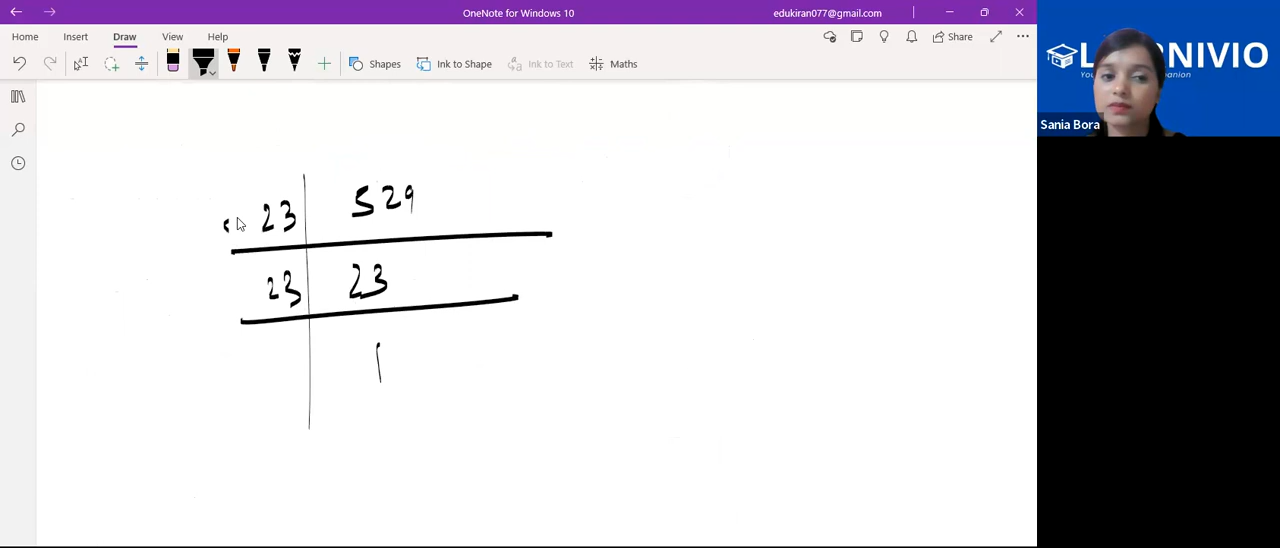 OneNote for Windows 10
edukiran077@gmail.com
Home Insert Draw View Help
Shapes Ink to Shape Ink to Text Maths Share
Sania Bora
23 529
23 23
1